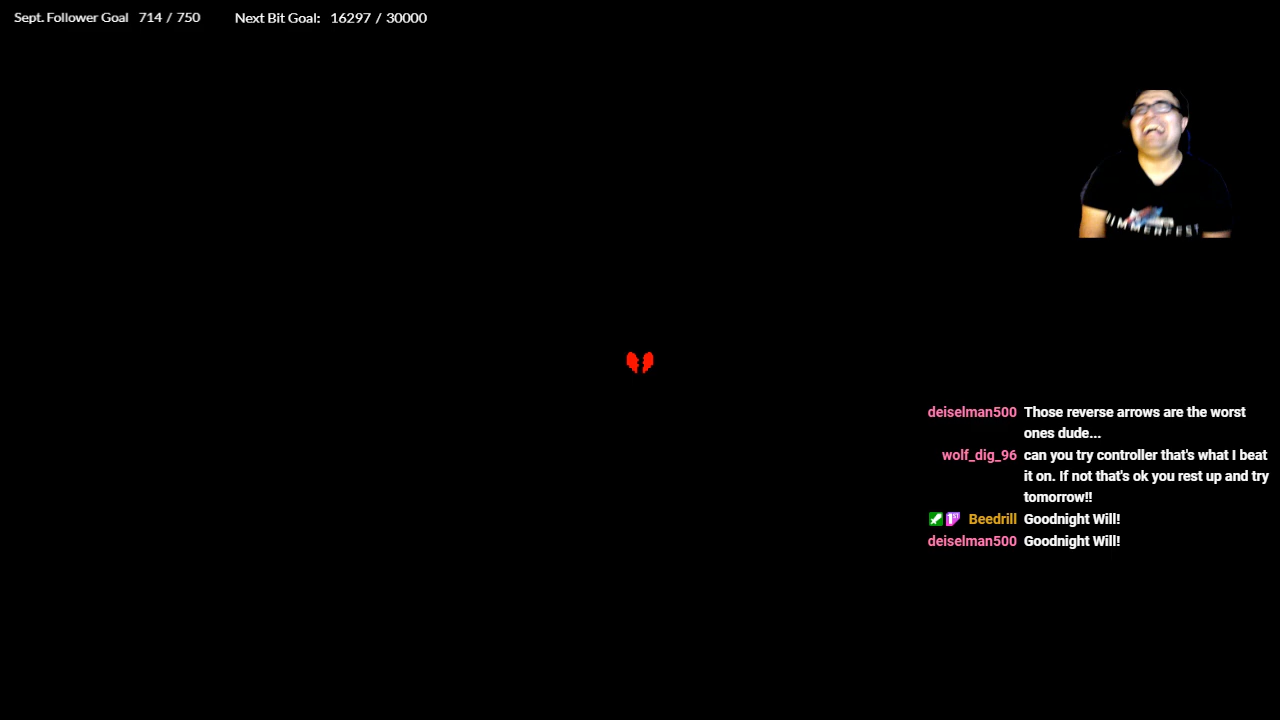 Sept. Follower Goal 714 / 750 Next Bit Goal: 16297 / 30000
deiselman500 Those reverse arrows are the worst
ones dude...
wolf_dig_96 can you try controller that's what I beat
it on. If not that's ok you rest up and try
tomorrow!!
Beedrill Goodnight Will!
deiselman500 Goodnight Will!